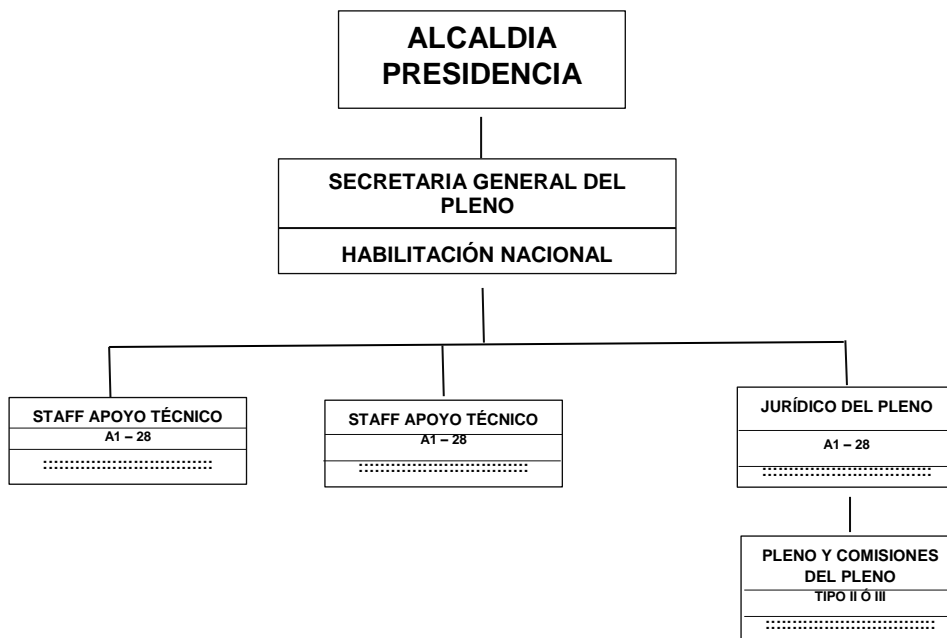 ALCALDIA
PRESIDENCIA
SECRETARIA GENERAL DEL
PLENO
HABILITACIÓN NACIONAL
STAFF APOYO TÉCNICO
A1 – 28
::::::::::::::::::::::::::::::::
STAFF APOYO TÉCNICO
A1 – 28
::::::::::::::::::::::::::::::::
JURÍDICO DEL PLENO
A1 – 28
::::::::::::::::::::::::::::::::
PLENO Y COMISIONES
DEL PLENO
TIPO II Ó III
::::::::::::::::::::::::::::::::